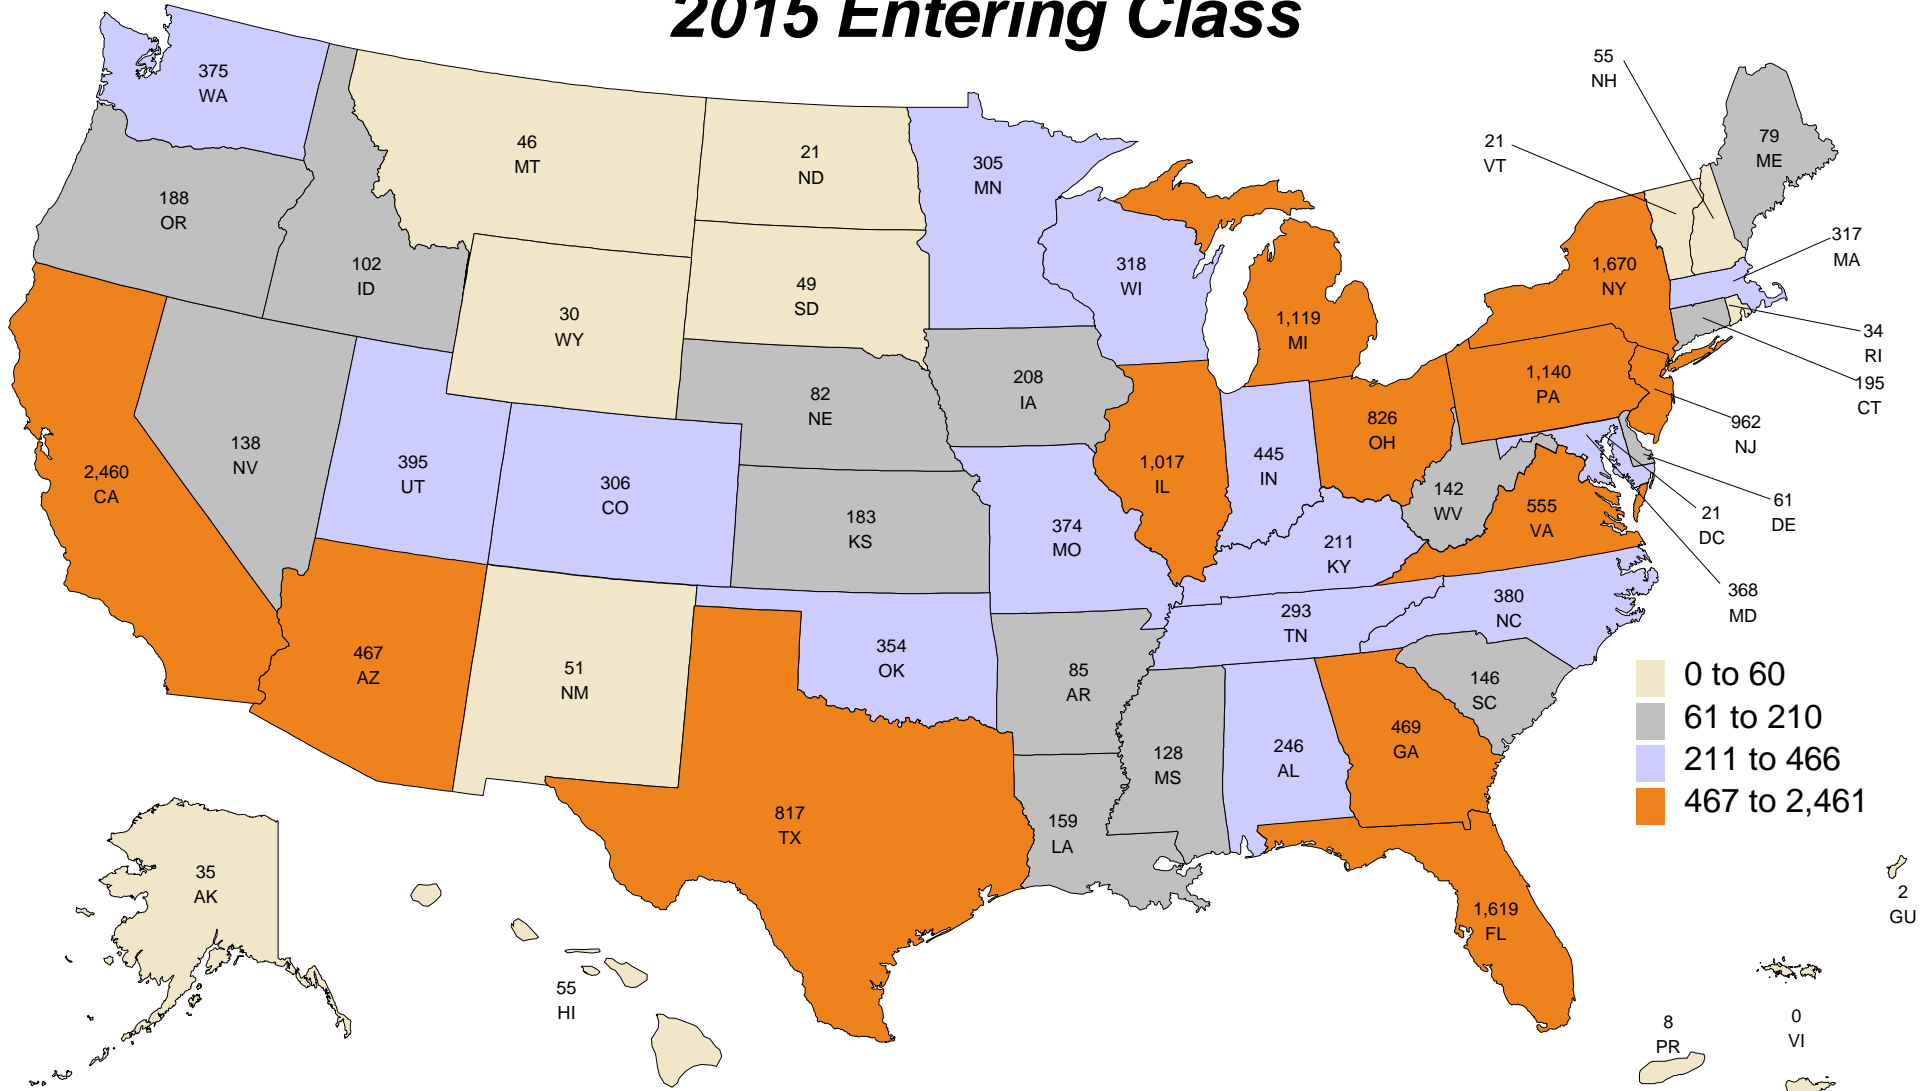 2015 Entering Class
375
WA
188
OR
102
ID
46
MT
21
ND
305
MN
30
WY
49
SD
318
WI
1,119
MI
2,460
CA
138
NV
395
UT
306
CO
82
NE
208
IA
183
KS
374
MO
1,017
IL
445
IN
826
OH
211
KY
142
WV
555
VA
1,140
PA
1,670
NY
21
VT
55
NH
79
ME
317
MA
34
RI
195
CT
962
NJ
61
DE
21
DC
368
MD
467
AZ
51
NM
354
OK
817
TX
85
AR
159
LA
128
MS
246
AL
293
TN
380
NC
146
SC
469
GA
1,619
FL
35
AK
55
HI
0 to 60
61 to 210
211 to 466
467 to 2,461
2
GU
8
PR
0
VI